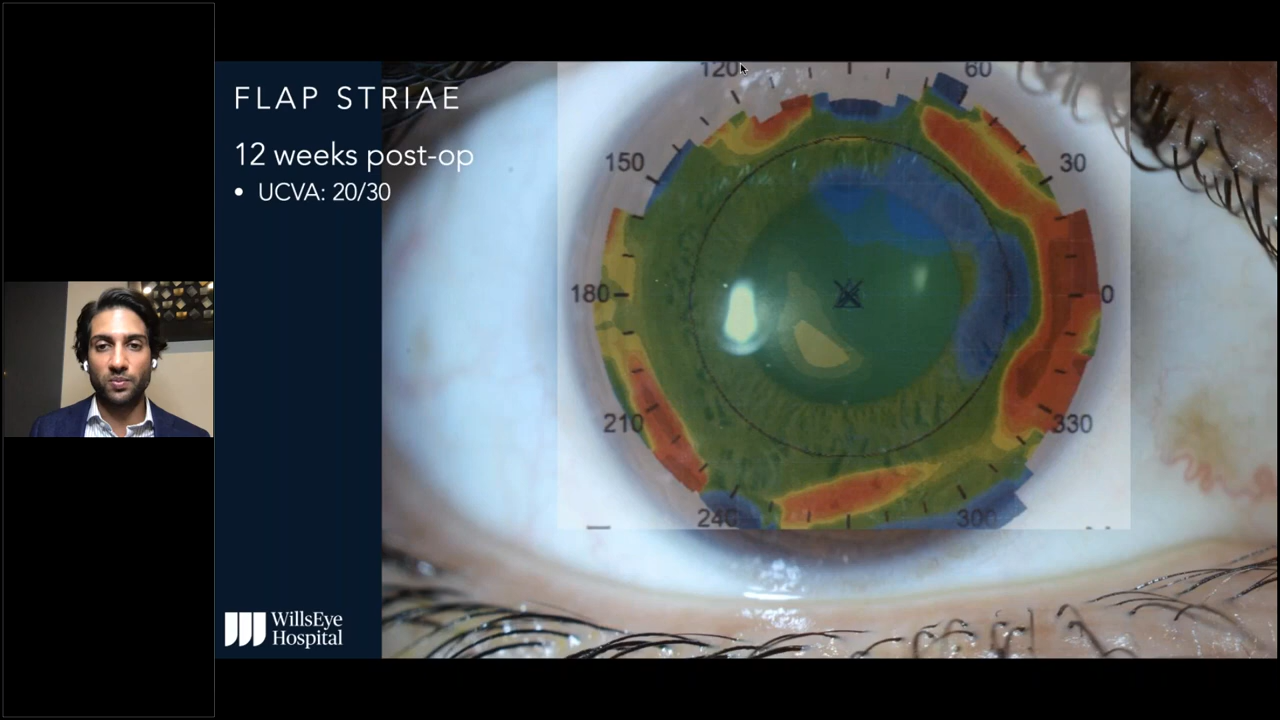 FLAP STRIAE
12 weeks post-op
• UCVA: 20/30
120 60
150 30
180 0
210 330
240 300
WillsEye
Hospital